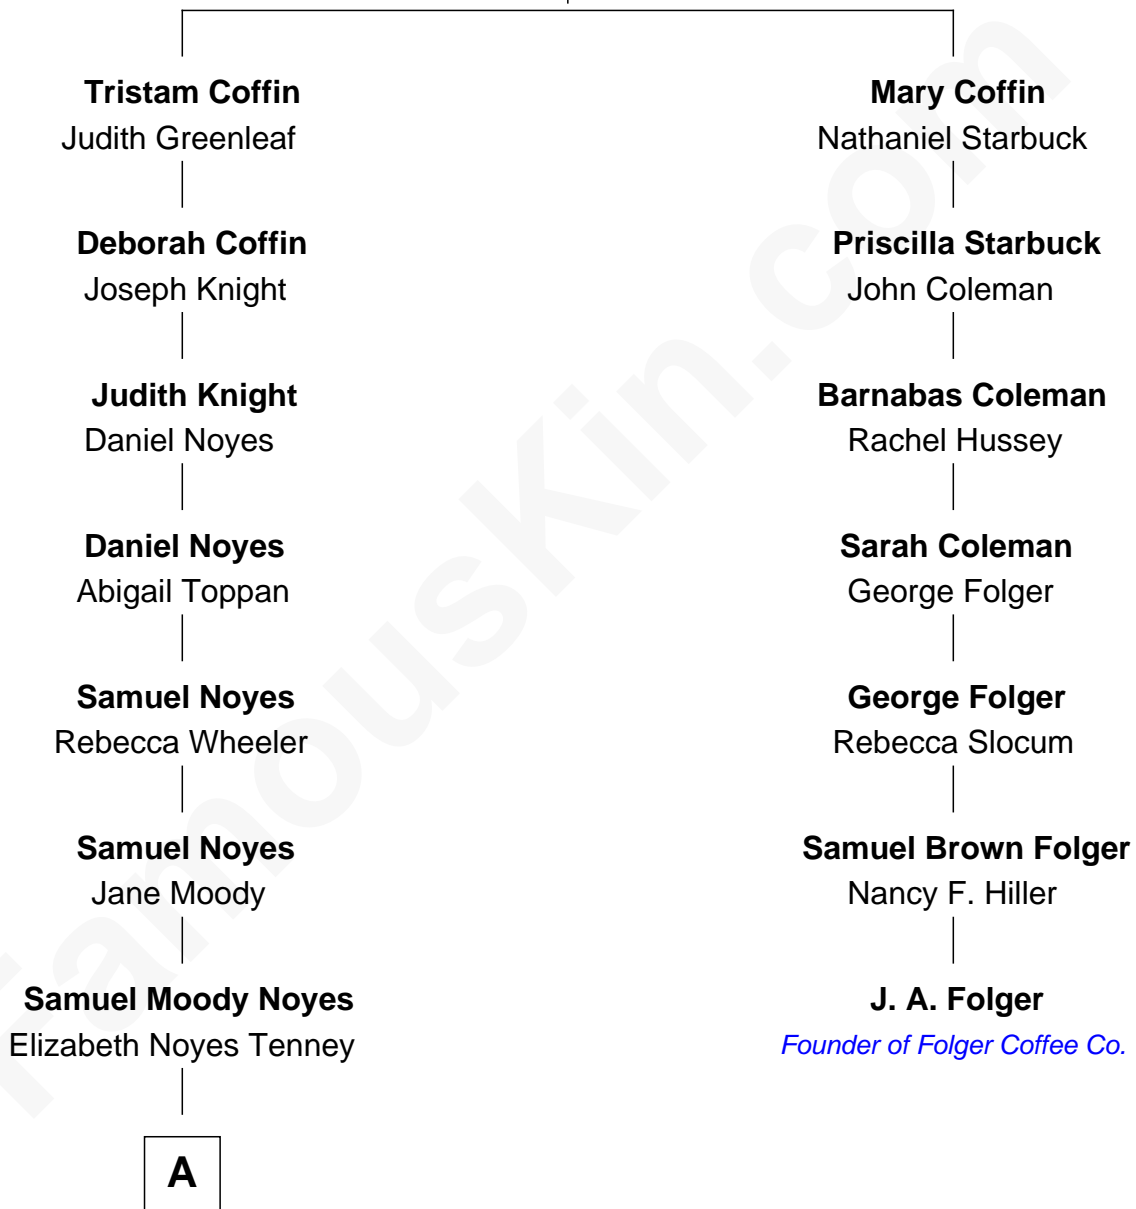 Tristam Coffin
Judith Greenleaf
Deborah Coffin
Joseph Knight
Judith Knight
Daniel Noyes
Daniel Noyes
Abigail Toppan
Samuel Noyes
Rebecca Wheeler
Samuel Noyes
Jane Moody
Samuel Moody Noyes
Elizabeth Noyes Tenney
A
Mary Coffin
Nathaniel Starbuck
Priscilla Starbuck
John Coleman
Barnabas Coleman
Rachel Hussey
Sarah Coleman
George Folger
George Folger
Rebecca Slocum
Samuel Brown Folger
Nancy F. Hiller
J. A. Folger
Founder of Folger Coffee Co.
FamousKin.com